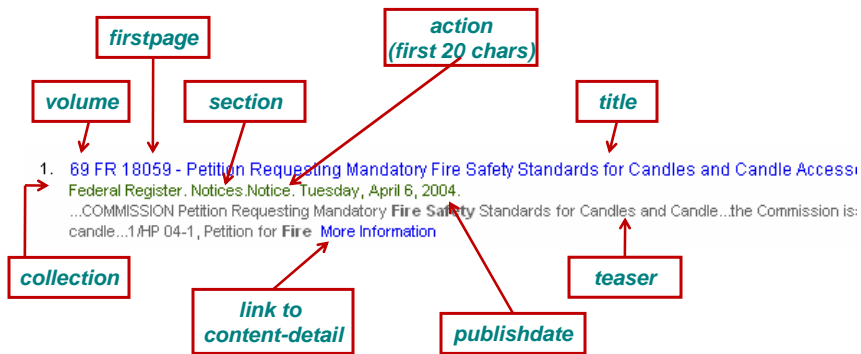 action
(first 20 chars)
firstpage
volume
section
title
1. 69 FR 18059 - Petition Requesting Mandatory Fire Safety Standards for Candles and Candle Access
Federal Register. Notices.Notice. Tuesday, April 6, 2004.
...COMMISSION Petition Requesting Mandatory Fire Safety Standards for Candles and Candle...the Commission is
candle...1/HP 04-1, Petition for Fire More Information
collection
link to
content-detail
publishdate
teaser